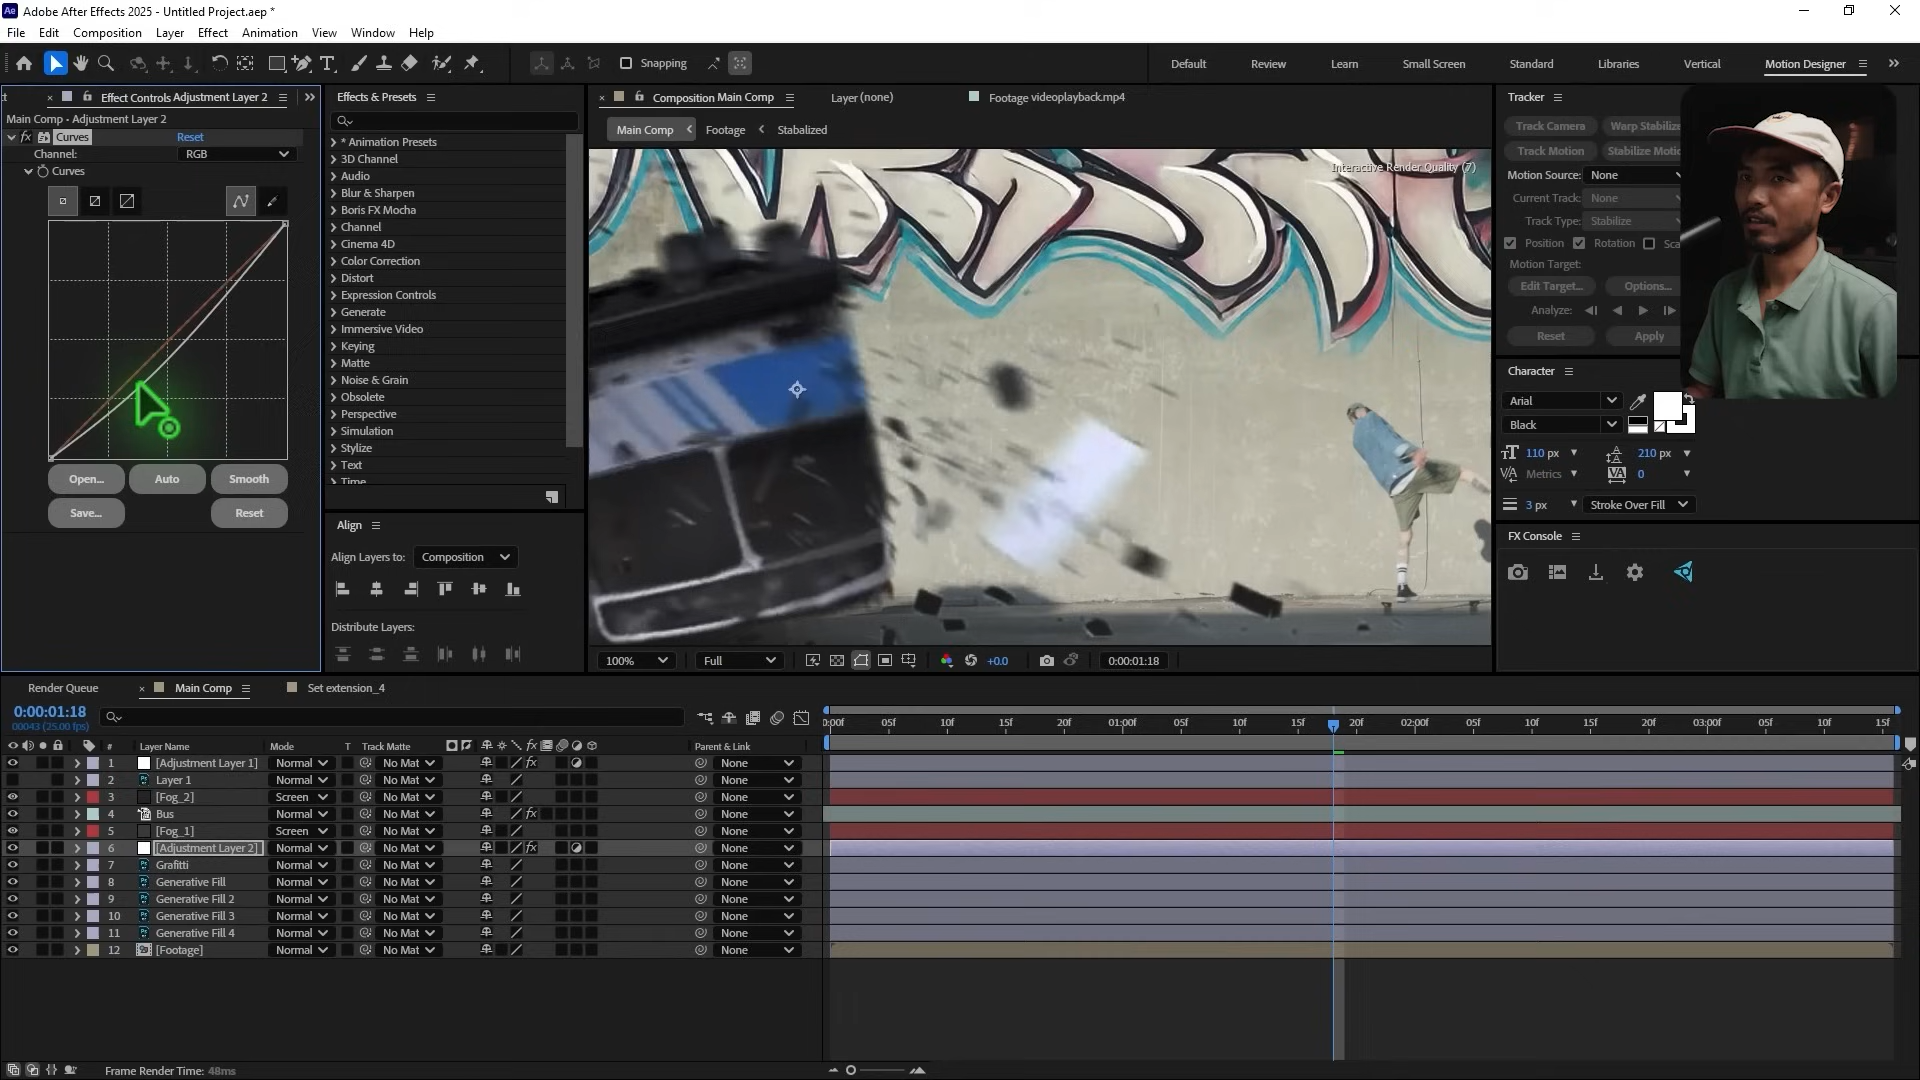 Adobe After Effects 2025 - Untitled Project.aep *
File Edit Composition Layer Effect Animation View Window Help
Snapping
Default Review Learn Small Screen Standard Libraries Vertical Motion Designer
Effect Controls Adjustment Layer 2
Main Comp - Adjustment Layer 2
fx Curves Reset
Channel: RGB
Curves
Open... Auto Smooth
Save... Reset
Effects & Presets
* Animation Presets
3D Channel
Audio
Blur & Sharpen
Boris FX Mocha
Channel
Cinema 4D
Color Correction
Distort
Expression Controls
Generate
Immersive Video
Keying
Matte
Noise & Grain
Obsolete
Perspective
Simulation
Stylize
Text
Time
Align
Align Layers to: Composition
Distribute Layers:
Composition Main Comp Layer (none) Footage videoplayback.mp4
Main Comp Footage Stabalized
Interactive Render Quality (7)
100% Full +0.0 0:00:01:18
Tracker
Track Camera Warp Stabilize
Track Motion Stabilize Motio
Motion Source: None
Current Track: None
Track Type: Stabilize
Position Rotation Sca
Motion Target:
Edit Target... Options...
Analyze:
Reset Apply
Character
Arial
Black
110 px 210 px
Metrics 0
3 px Stroke Over Fill
FX Console
Render Queue Main Comp Set extension_4
0:00:01:18
00043 (25.00 fps)
0:00f 05f 10f 15f 20f 01:00f 05f 10f 15f 20f 02:00f 05f 10f 15f 20f 03:00f 05f 10f 15f
# Layer Name Mode T Track Matte fx Parent & Link
1 [Adjustment Layer 1] Normal No Mat fx None
2 Layer 1 Normal No Mat None
3 [Fog_2] Screen No Mat None
4 Bus Normal No Mat fx None
5 [Fog_1] Screen No Mat None
6 [Adjustment Layer 2] Normal No Mat fx None
7 Grafitti Normal No Mat None
8 Generative Fill Normal No Mat None
9 Generative Fill 2 Normal No Mat None
10 Generative Fill 3 Normal No Mat None
11 Generative Fill 4 Normal No Mat None
12 [Footage] Normal No Mat None
Frame Render Time: 48ms